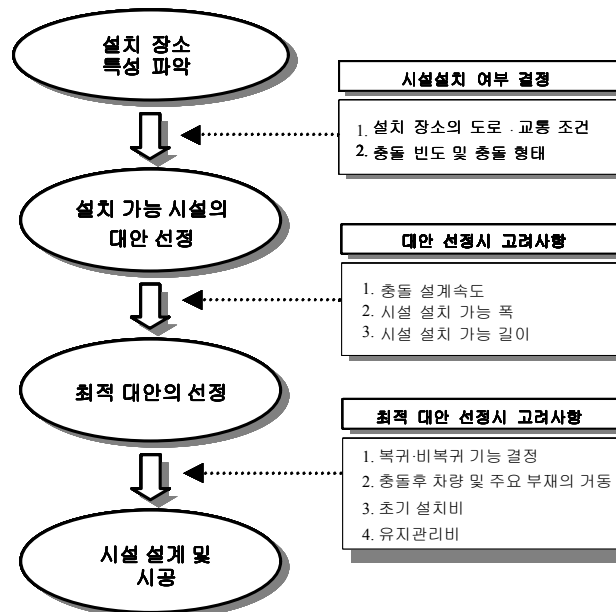 설치 장소
특성 파악
시설설치 여부 결정
1. 설치 장소의 도로 · 교통 조건
2. 충돌 빈도 및 충돌 형태
설치 가능 시설의
대안 선정
대안 선정시 고려사항
1. 충돌 설계속도
2. 시설 설치 가능 폭
3. 시설 설치 가능 길이
최적 대안의 선정
최적 대안 선정시 고려사항
1. 복귀·비복귀 기능 결정
2. 충돌후 차량 및 주요 부재의 거동
3. 초기 설치비
4. 유지관리비
시설 설계 및
시공